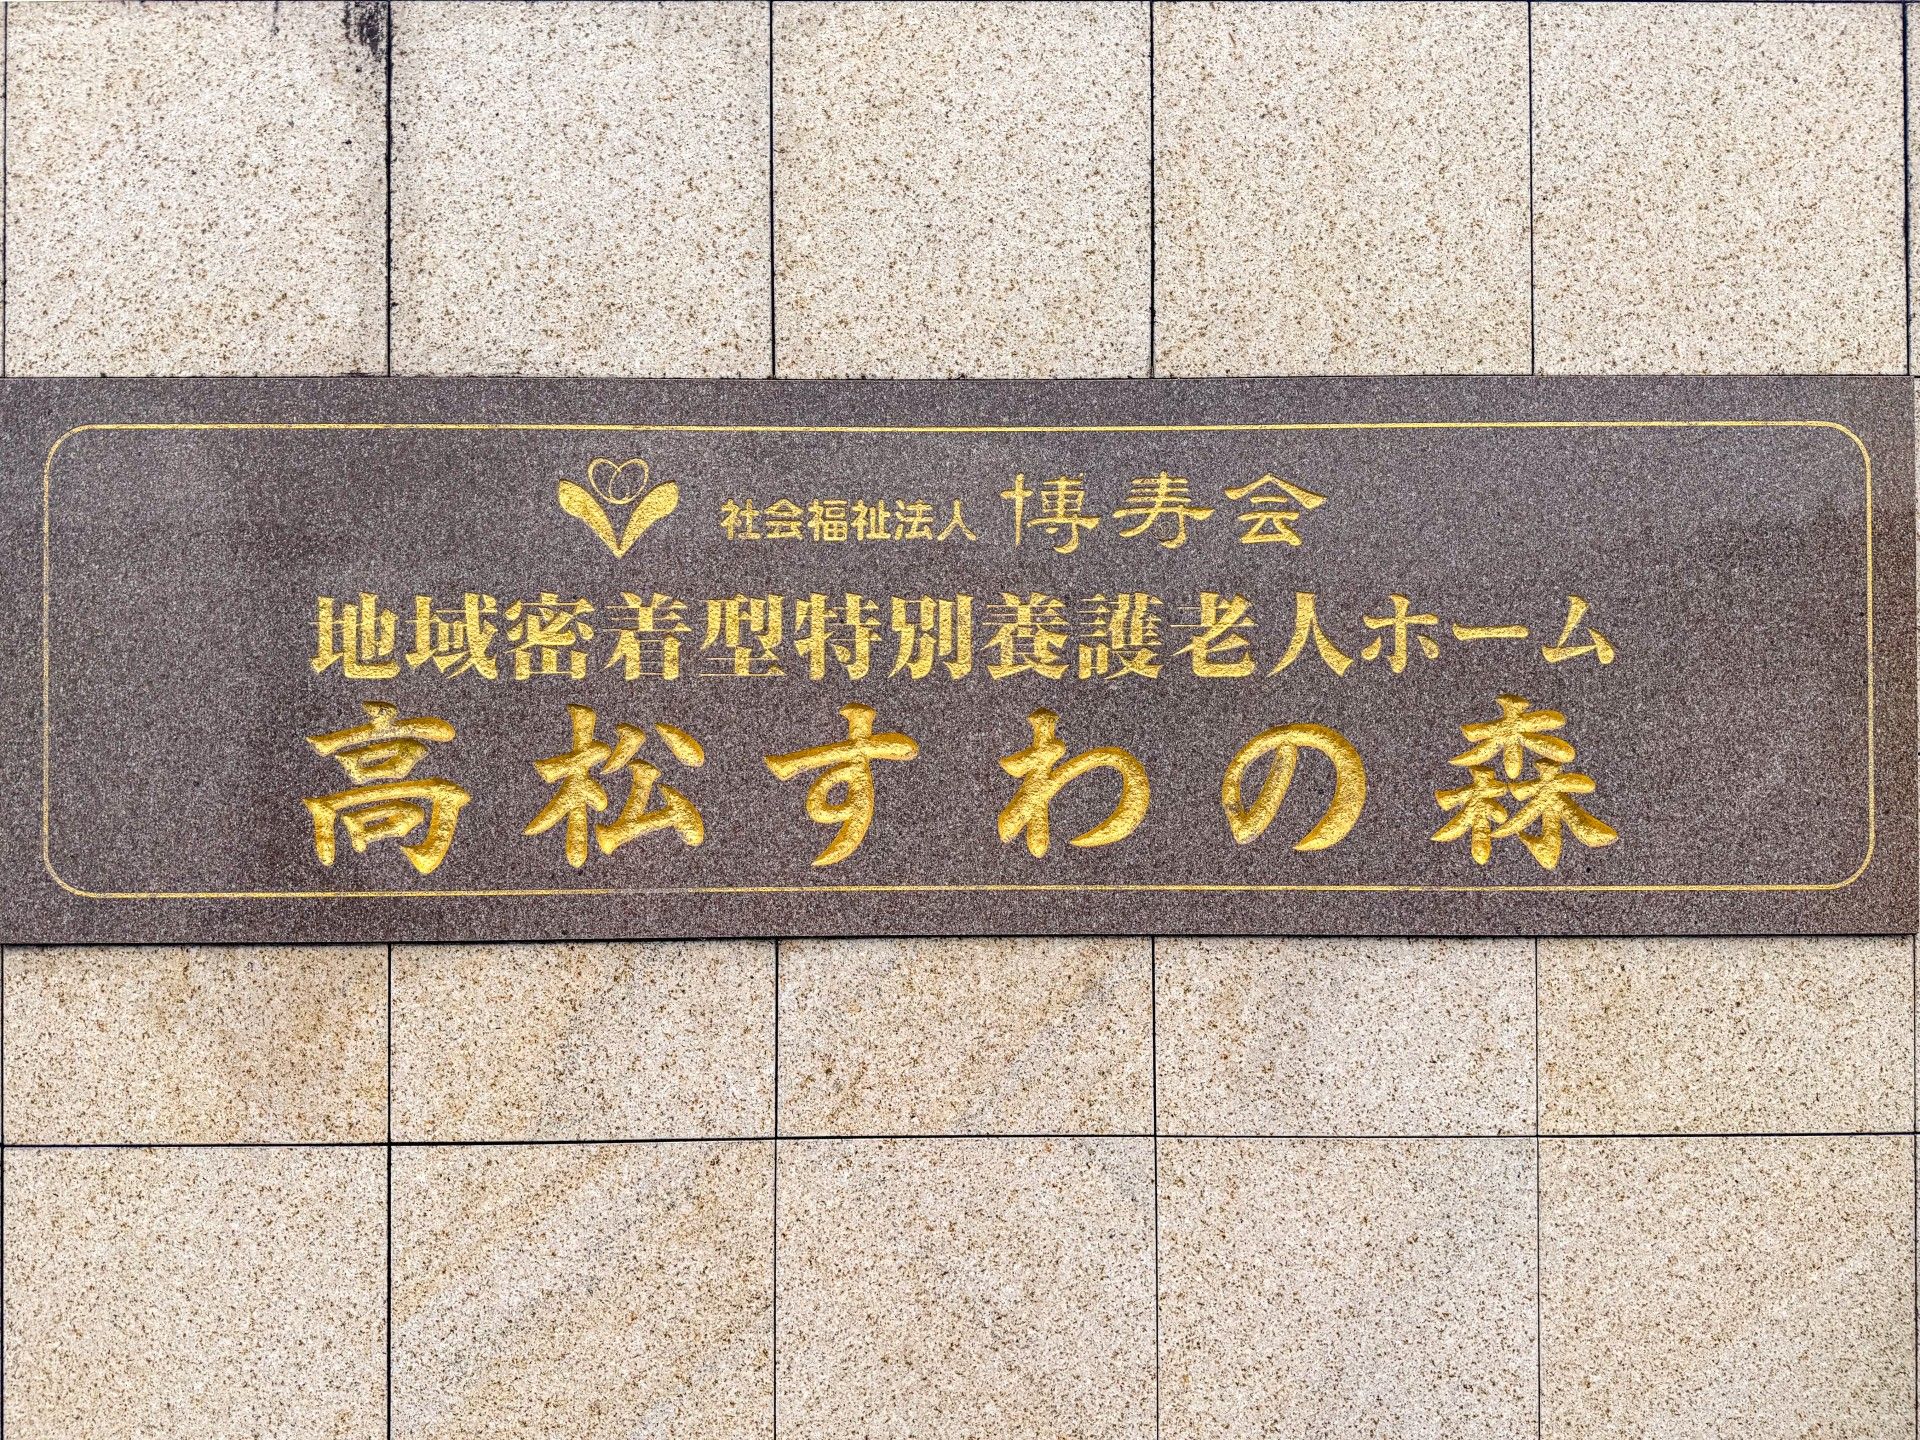 社会福祉法人 博寿会
地域密着型特別養護老人ホーム
高松すわの森